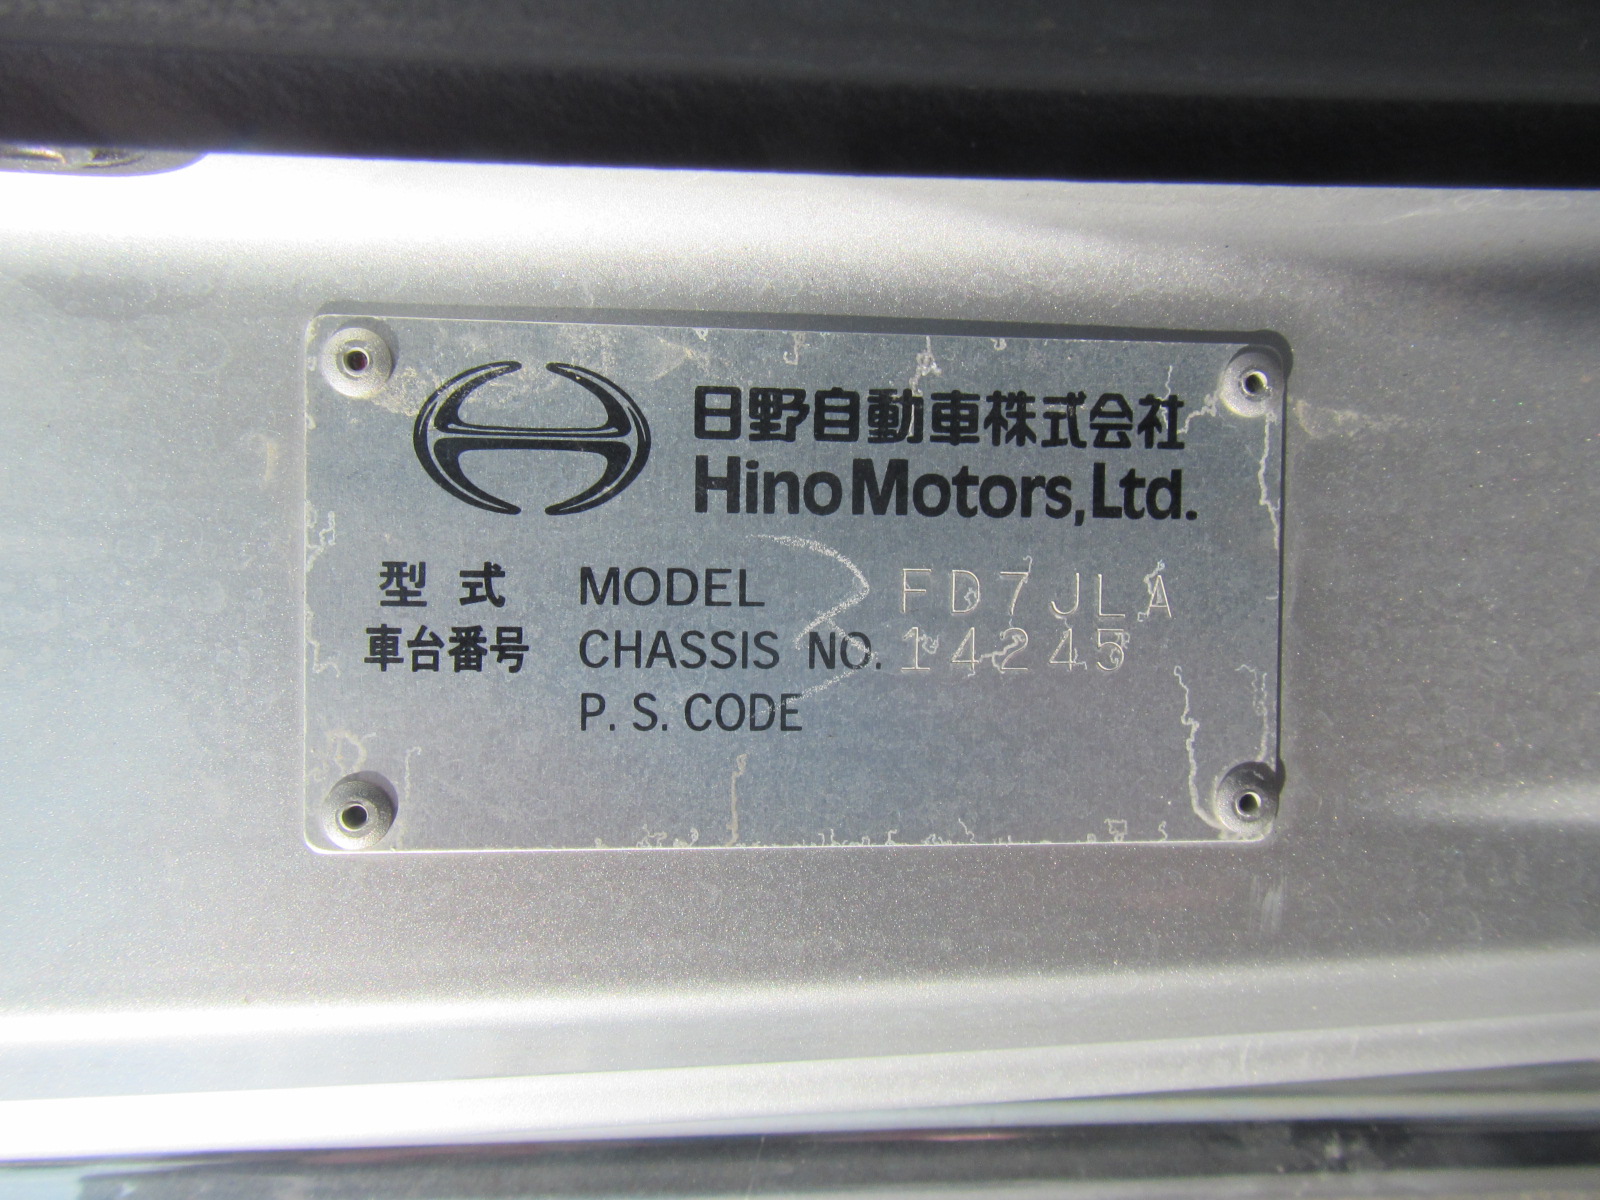 日野自動車株式会社
Hino Motors, Ltd.
型式 MODEL FD7JLA
車台番号 CHASSIS NO. 14245
P. S. CODE